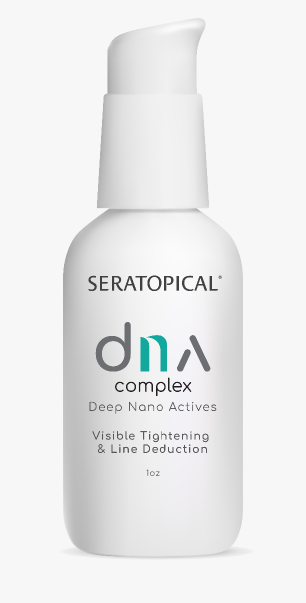 SERATOPICAL®
dna
complex
Deep Nano Actives
Visible Tightening
& Line Deduction
1oz